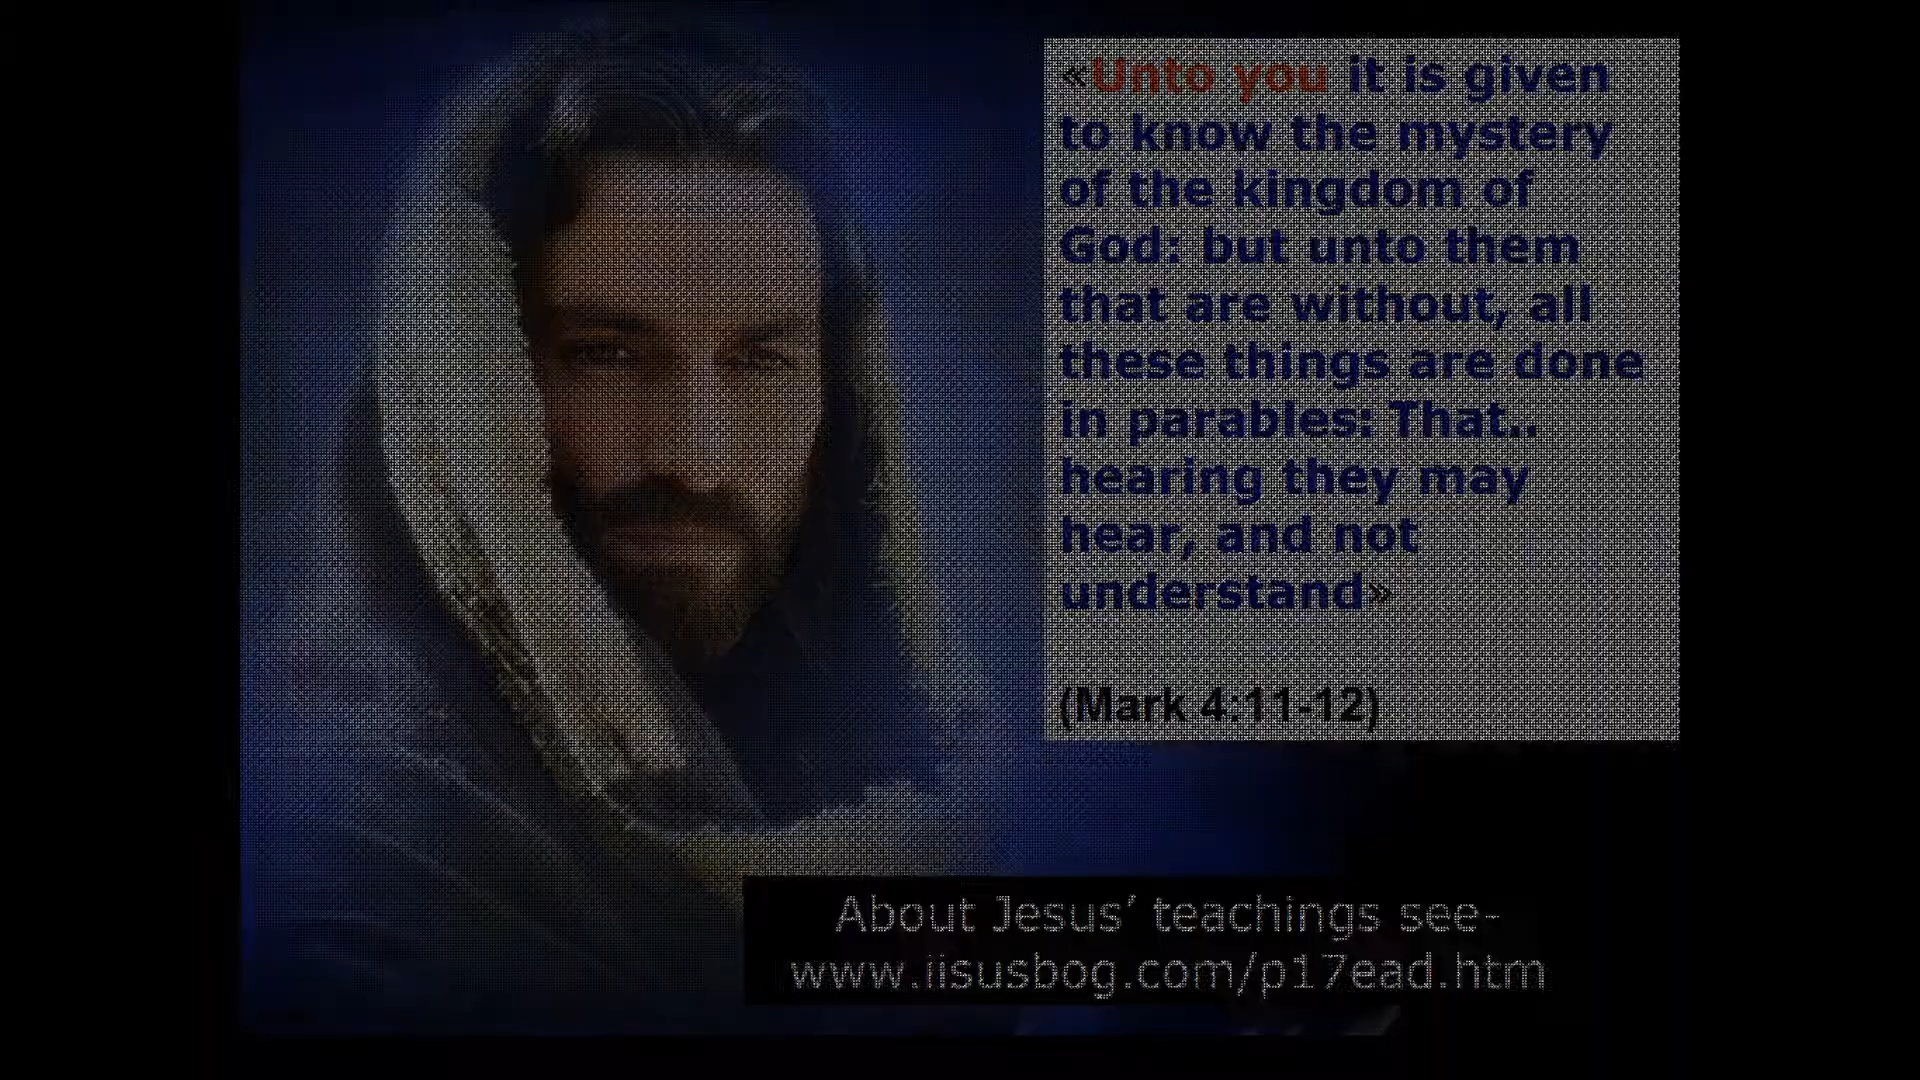 «Unto you it is given
to know the mystery
of the kingdom of
God: but unto them
that are without, all
these things are done
in parables: That..
hearing they may
hear, and not
understand»
(Mark 4:11-12)
About Jesus’ teachings see-
www.iisusbog.com/p17ead.htm